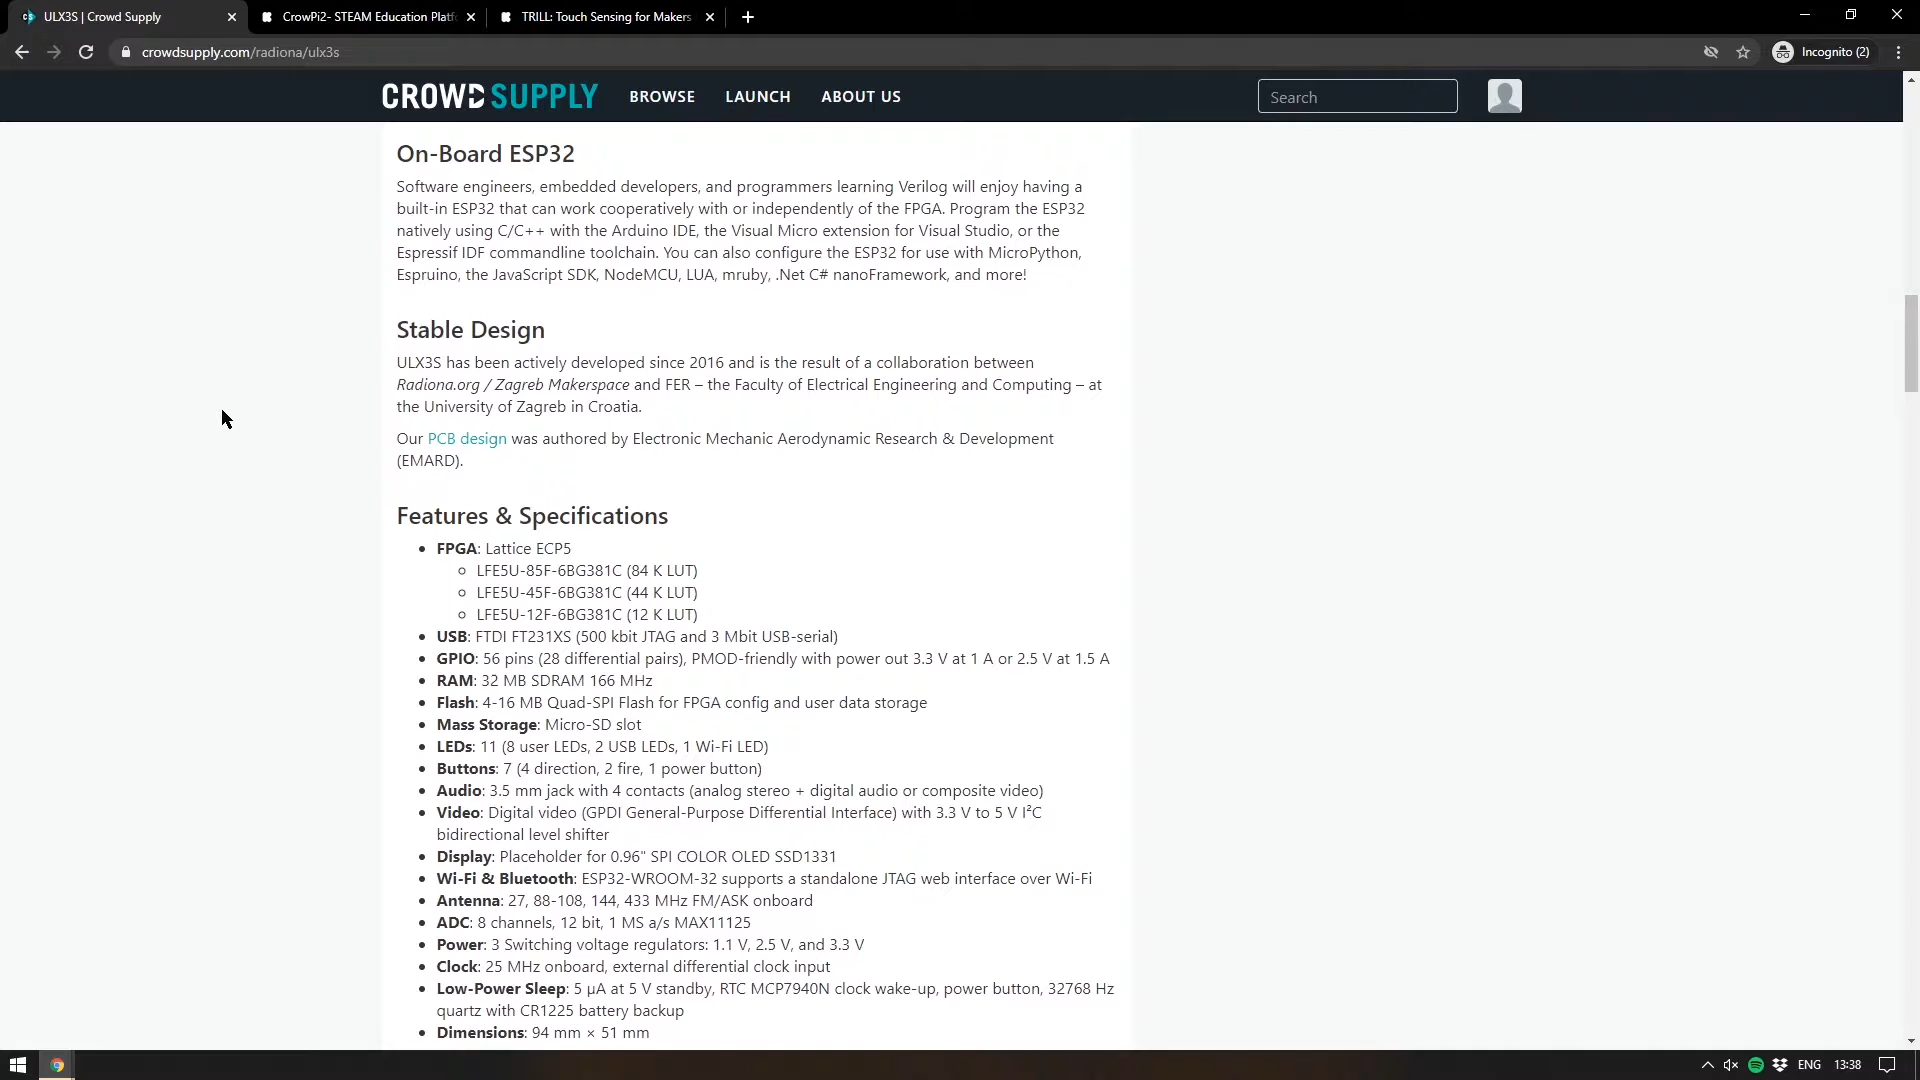 ULX3S | Crowd Supply
CrowPi2- STEAM Education Platf
TRILL: Touch Sensing for Makers
crowdsupply.com/radiona/ulx3s
Incognito (2)
CROWD SUPPLY
BROWSE
LAUNCH
ABOUT US
Search
On-Board ESP32
Software engineers, embedded developers, and programmers learning Verilog will enjoy having a
built-in ESP32 that can work cooperatively with or independently of the FPGA. Program the ESP32
natively using C/C++ with the Arduino IDE, the Visual Micro extension for Visual Studio, or the
Espressif IDF commandline toolchain. You can also configure the ESP32 for use with MicroPython,
Espruino, the JavaScript SDK, NodeMCU, LUA, mruby, .Net C# nanoFramework, and more!
Stable Design
ULX3S has been actively developed since 2016 and is the result of a collaboration between
Radiona.org / Zagreb Makerspace and FER – the Faculty of Electrical Engineering and Computing – at
the University of Zagreb in Croatia.
Our PCB design was authored by Electronic Mechanic Aerodynamic Research & Development
(EMARD).
Features & Specifications
• FPGA: Lattice ECP5
○ LFE5U-85F-6BG381C (84 K LUT)
○ LFE5U-45F-6BG381C (44 K LUT)
○ LFE5U-12F-6BG381C (12 K LUT)
• USB: FTDI FT231XS (500 kbit JTAG and 3 Mbit USB-serial)
• GPIO: 56 pins (28 differential pairs), PMOD-friendly with power out 3.3 V at 1 A or 2.5 V at 1.5 A
• RAM: 32 MB SDRAM 166 MHz
• Flash: 4-16 MB Quad-SPI Flash for FPGA config and user data storage
• Mass Storage: Micro-SD slot
• LEDs: 11 (8 user LEDs, 2 USB LEDs, 1 Wi-Fi LED)
• Buttons: 7 (4 direction, 2 fire, 1 power button)
• Audio: 3.5 mm jack with 4 contacts (analog stereo + digital audio or composite video)
• Video: Digital video (GPDI General-Purpose Differential Interface) with 3.3 V to 5 V I²C
bidirectional level shifter
• Display: Placeholder for 0.96" SPI COLOR OLED SSD1331
• Wi-Fi & Bluetooth: ESP32-WROOM-32 supports a standalone JTAG web interface over Wi-Fi
• Antenna: 27, 88-108, 144, 433 MHz FM/ASK onboard
• ADC: 8 channels, 12 bit, 1 MS a/s MAX11125
• Power: 3 Switching voltage regulators: 1.1 V, 2.5 V, and 3.3 V
• Clock: 25 MHz onboard, external differential clock input
• Low-Power Sleep: 5 µA at 5 V standby, RTC MCP7940N clock wake-up, power button, 32768 Hz
quartz with CR1225 battery backup
• Dimensions: 94 mm × 51 mm
ENG
13:38